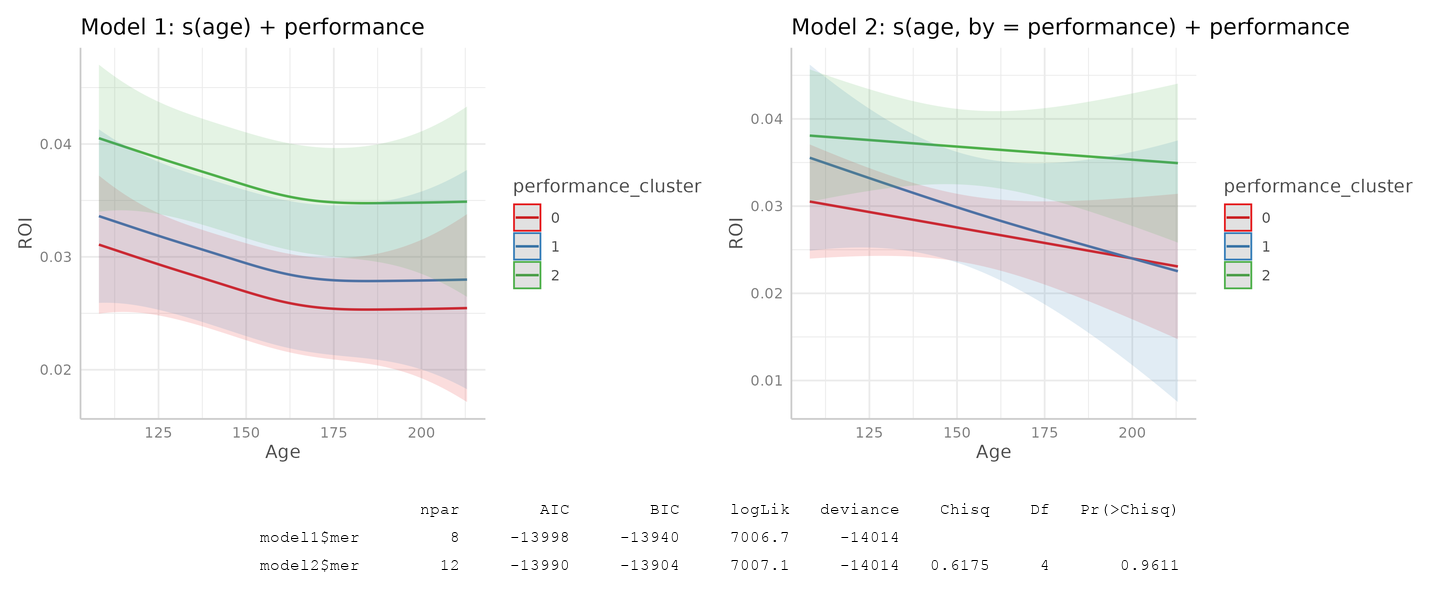 Model 1: s(age) + performance
ROI
0.04
0.03
0.02
125 150 175 200
Age
performance_cluster
0
1
2
Model 2: s(age, by = performance) + performance
ROI
0.04
0.03
0.02
0.01
125 150 175 200
Age
performance_cluster
0
1
2
npar AIC BIC logLik deviance Chisq Df Pr(>Chisq)
model1$mer 8 -13998 -13940 7006.7 -14014
model2$mer 12 -13990 -13904 7007.1 -14014 0.6175 4 0.9611